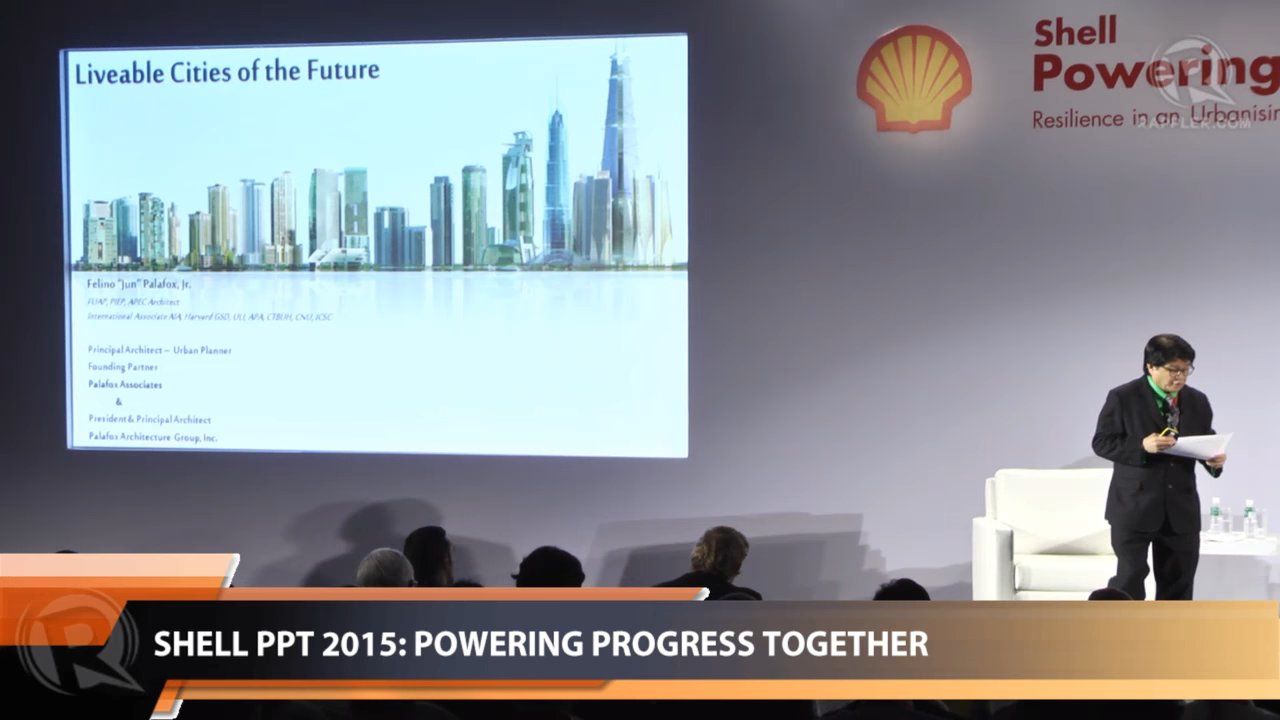 Liveable Cities of the Future
Felino "Jun" Palafox, Jr.
FUAP, PIEP, APEC Architect
International Associate AIA, Harvard GSD, ULI, APA, CTBUH, CNU, ICSC
Principal Architect – Urban Planner
Founding Partner
Palafox Associates
&
President & Principal Architect
Palafox Architecture Group, Inc.
Shell
Powering
Resilience in an Urbanisin
RAPPLER.COM
SHELL PPT 2015: POWERING PROGRESS TOGETHER